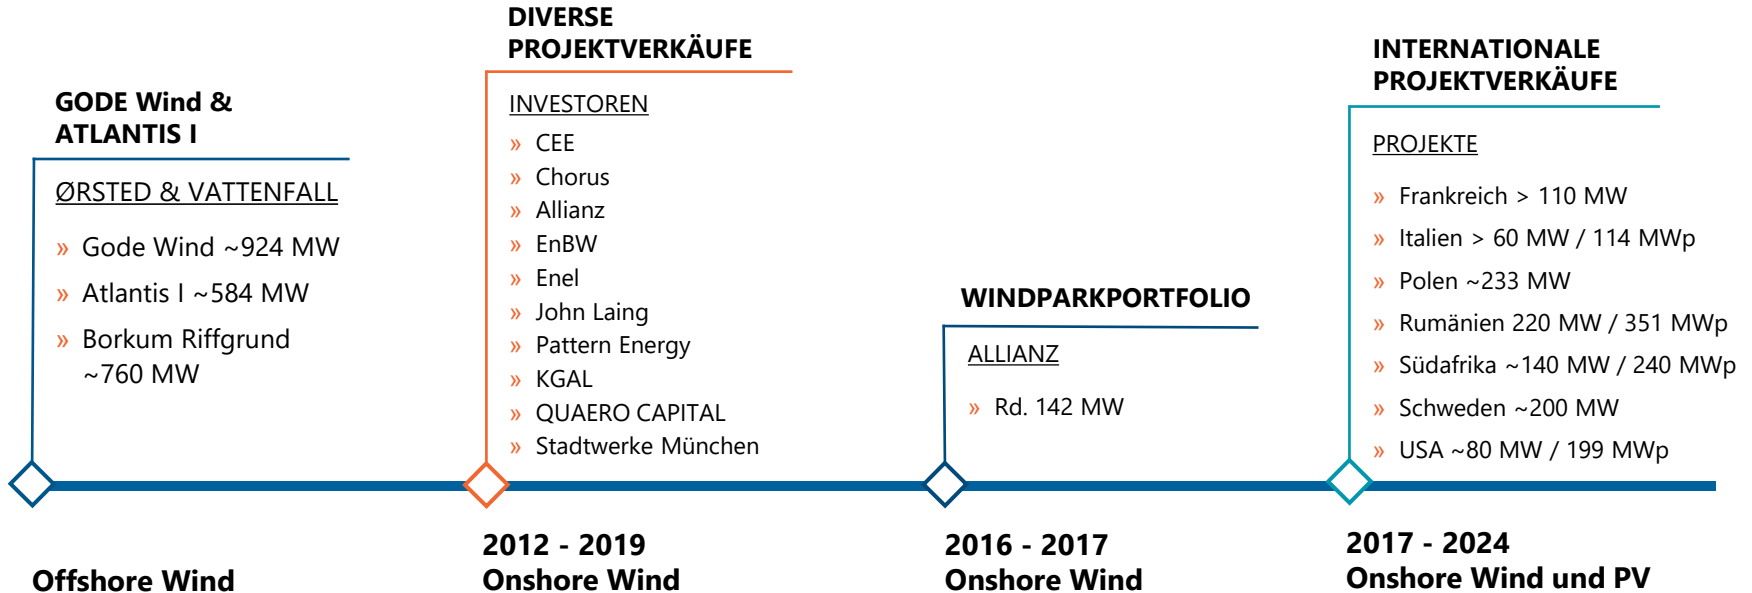 GODE Wind &
ATLANTIS I
ØRSTED & VATTENFALL
» Gode Wind ~924 MW
» Atlantis I ~584 MW
» Borkum Riffgrund
~760 MW
Offshore Wind
DIVERSE
PROJEKTVERKÄUFE
INVESTOREN
» CEE
» Chorus
» Allianz
» EnBW
» Enel
» John Laing
» Pattern Energy
» KGAL
» QUAERO CAPITAL
» Stadtwerke München
2012 - 2019
Onshore Wind
WINDPARKPORTFOLIO
ALLIANZ
» Rd. 142 MW
2016 - 2017
Onshore Wind
INTERNATIONALE
PROJEKTVERKÄUFE
PROJEKTE
» Frankreich > 110 MW
» Italien > 60 MW / 114 MWp
» Polen ~233 MW
» Rumänien 220 MW / 351 MWp
» Südafrika ~140 MW / 240 MWp
» Schweden ~200 MW
» USA ~80 MW / 199 MWp
2017 - 2024
Onshore Wind und PV